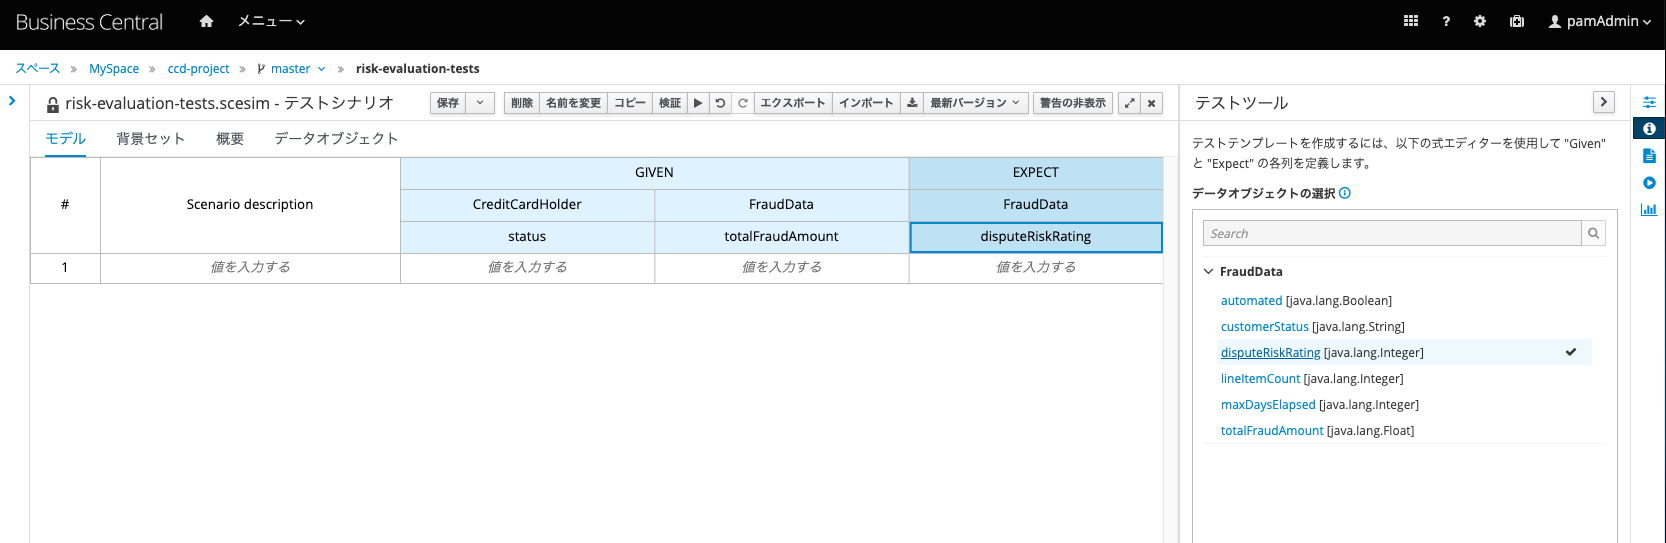 Business Central メニュー ? pamAdmin
スペース » MySpace » ccd-project » master » risk-evaluation-tests
risk-evaluation-tests.scesim - テストシナリオ 保存 削除 名前を変更 コピー 検証 エクスポート インポート 最新バージョン 警告の非表示
モデル 背景セット 概要 データオブジェクト
# Scenario description GIVEN EXPECT
CreditCardHolder FraudData FraudData
status totalFraudAmount disputeRiskRating
1 値を入力する 値を入力する 値を入力する 値を入力する
テストツール
テストテンプレートを作成するには、以下の式エディターを使用して "Given"
と "Expect" の各列を定義します。
データオブジェクトの選択
Search
FraudData
automated [java.lang.Boolean]
customerStatus [java.lang.String]
disputeRiskRating [java.lang.Integer]
lineItemCount [java.lang.Integer]
maxDaysElapsed [java.lang.Integer]
totalFraudAmount [java.lang.Float]